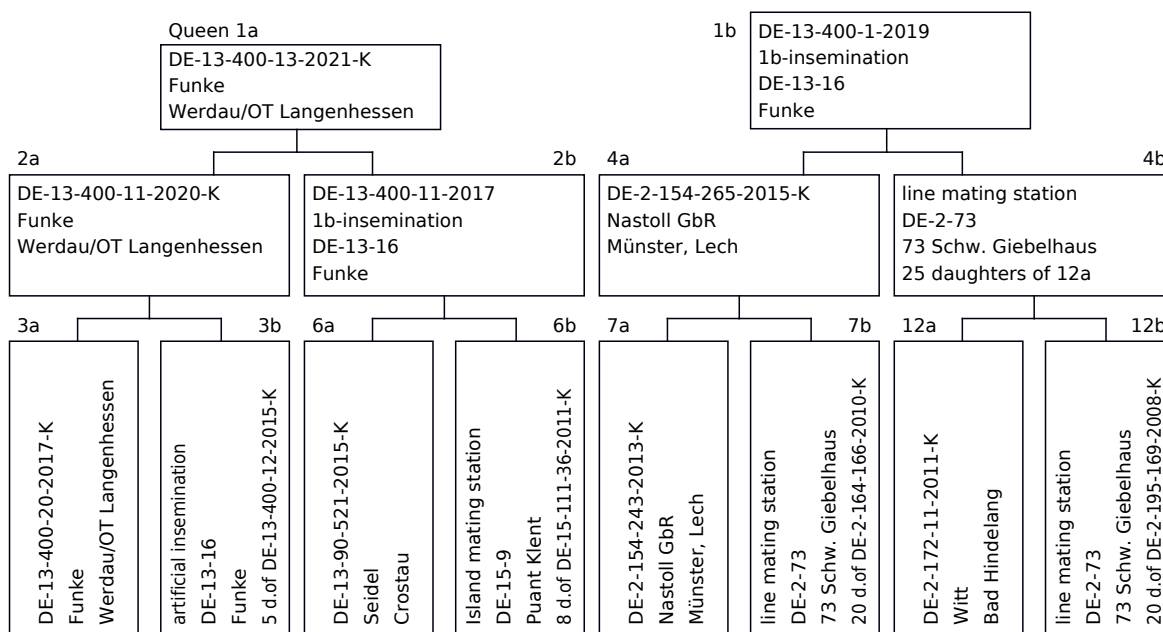 Queen 1a
DE-13-400-13-2021-K
Funke
Werdau/OT Langenhessen
1b
DE-13-400-1-2019
1b-insemination
DE-13-16
Funke
2a
DE-13-400-11-2020-K
Funke
Werdau/OT Langenhessen
2b
DE-13-400-11-2017
1b-insemination
DE-13-16
Funke
4a
DE-2-154-265-2015-K
Nastoll GbR
Münster, Lech
4b
line mating station
DE-2-73
73 Schw. Giebelhaus
25 daughters of 12a
3a
DE-13-400-20-2017-K
Funke
Werdau/OT Langenhessen
3b
artificial insemination
DE-13-16
Funke
5 d.of DE-13-400-12-2015-K
6a
DE-13-90-521-2015-K
Seidel
Crostau
6b
Island mating station
DE-15-9
Puant Klent
8 d.of DE-15-111-36-2011-K
7a
DE-2-154-243-2013-K
Nastoll GbR
Münster, Lech
7b
line mating station
DE-2-73
73 Schw. Giebelhaus
20 d.of DE-2-164-166-2010-K
12a
DE-2-172-11-2011-K
Witt
Bad Hindelang
12b
line mating station
DE-2-73
73 Schw. Giebelhaus
20 d.of DE-2-195-169-2008-K